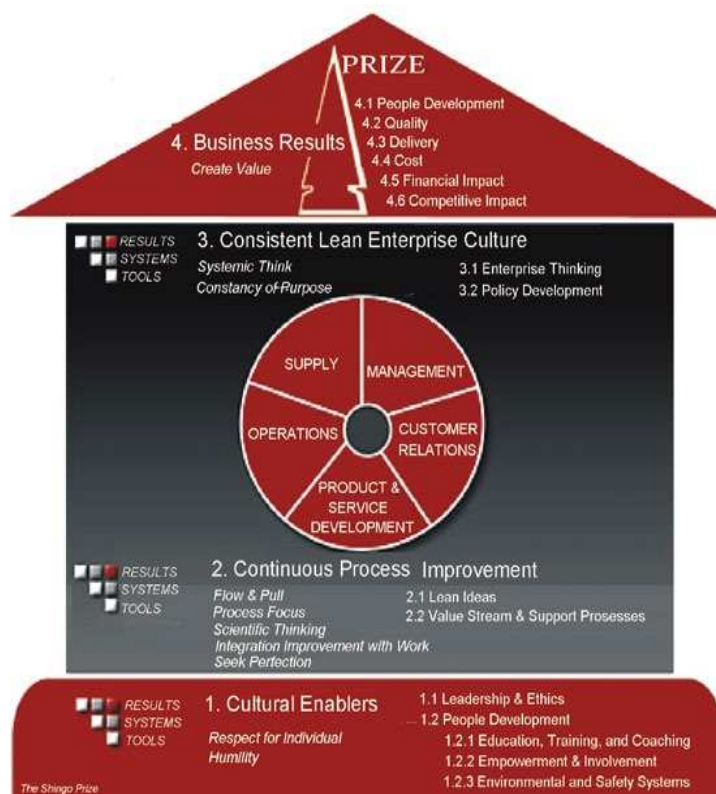 PRIZE
4. Business Results
Create Value
4.1 People Development
4.2 Quality
4.3 Delivery
4.4 Cost
4.5 Financial Impact
4.6 Competitive Impact
RESULTS
SYSTEMS
TOOLS
3. Consistent Lean Enterprise Culture
Systemic Think
Constancy of Purpose
3.1 Enterprise Thinking
3.2 Policy Development
SUPPLY
MANAGEMENT
OPERATIONS
CUSTOMER
RELATIONS
PRODUCT &
SERVICE
DEVELOPMENT
RESULTS
SYSTEMS
TOOLS
2. Continuous Process Improvement
Flow & Pull
Process Focus
Scientific Thinking
Integration Improvement with Work
Seek Perfection
2.1 Lean Ideas
2.2 Value Stream & Support Prosesses
RESULTS
SYSTEMS
TOOLS
1. Cultural Enablers
Respect for Individual
Humility
1.1 Leadership & Ethics
1.2 People Development
1.2.1 Education, Training, and Coaching
1.2.2 Empowerment & Involvement
1.2.3 Environmental and Safety Systems
The Shingo Prize